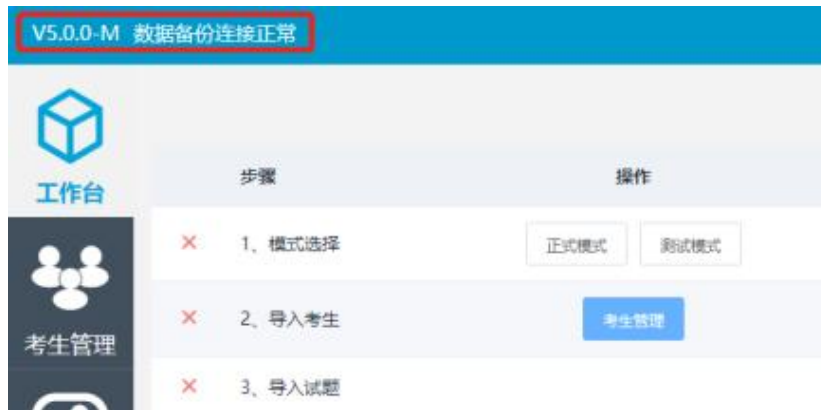 V5.0.0-M 数据备份连接正常
工作台
步骤 操作
1、模式选择 正式模式 测试模式
考生管理
2、导入考生 考生管理
3、导入试题